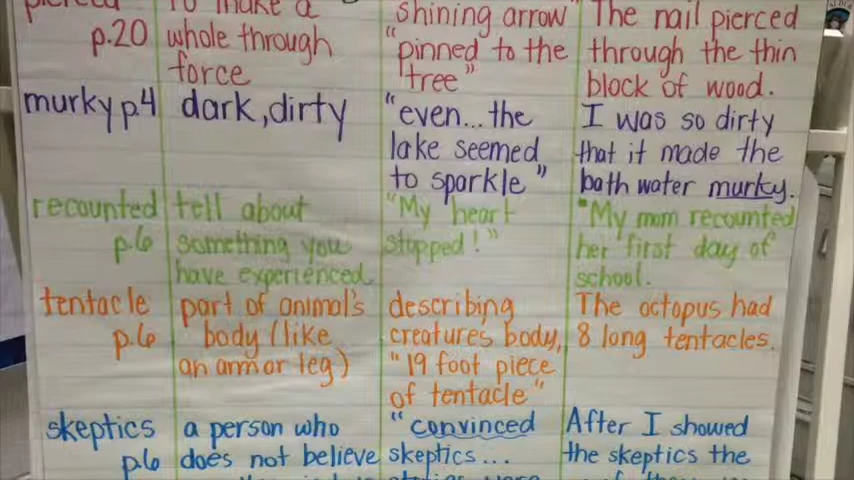 pierced To make a shining arrow" The nail pierced
p.20 whole through "pinned to the through the thin
force tree" block of wood.
murky p.4 dark, dirty "even... the I was so dirty
lake seemed that it made the
to sparkle" bath water murky.
recounted tell about "My heart "My mom recounted
p.6 something you stopped!" her first day of
have experienced school.
tentacle part of animal's describing The octopus had
p.6 body (like creatures body, 8 long tentacles.
an arm or leg) "19 foot piece
of tentacle"
skeptics a person who "convinced After I showed
p.6 does not believe skeptics... the skeptics the